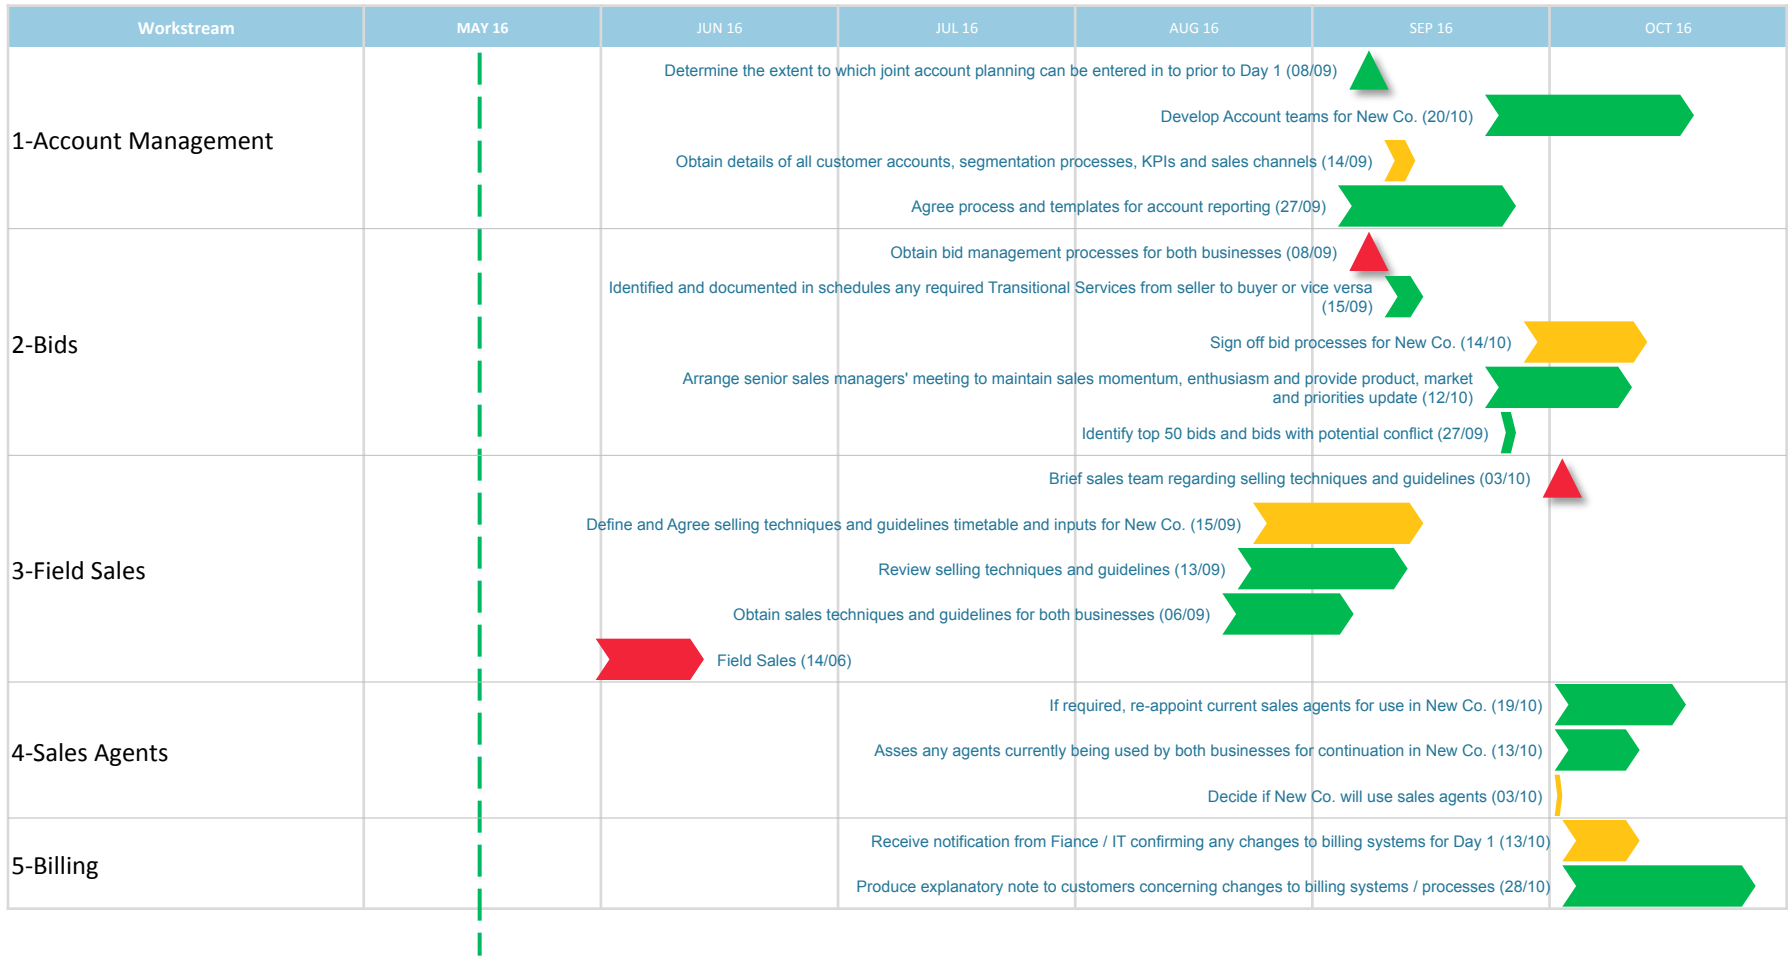 Workstream
MAY 16
JUN 16
JUL 16
AUG 16
SEP 16
OCT 16
1-Account Management
Determine the extent to which joint account planning can be entered in to prior to Day 1 (08/09)
Develop Account teams for New Co. (20/10)
Obtain details of all customer accounts, segmentation processes, KPIs and sales channels (14/09)
Agree process and templates for account reporting (27/09)
2-Bids
Obtain bid management processes for both businesses (08/09)
Identified and documented in schedules any required Transitional Services from seller to buyer or vice versa
(15/09)
Sign off bid processes for New Co. (14/10)
Arrange senior sales managers' meeting to maintain sales momentum, enthusiasm and provide product, market
and priorities update (12/10)
Identify top 50 bids and bids with potential conflict (27/09)
3-Field Sales
Brief sales team regarding selling techniques and guidelines (03/10)
Define and Agree selling techniques and guidelines timetable and inputs for New Co. (15/09)
Review selling techniques and guidelines (13/09)
Obtain sales techniques and guidelines for both businesses (06/09)
Field Sales (14/06)
4-Sales Agents
If required, re-appoint current sales agents for use in New Co. (19/10)
Asses any agents currently being used by both businesses for continuation in New Co. (13/10)
Decide if New Co. will use sales agents (03/10)
5-Billing
Receive notification from Fiance / IT confirming any changes to billing systems for Day 1 (13/10)
Produce explanatory note to customers concerning changes to billing systems / processes (28/10)